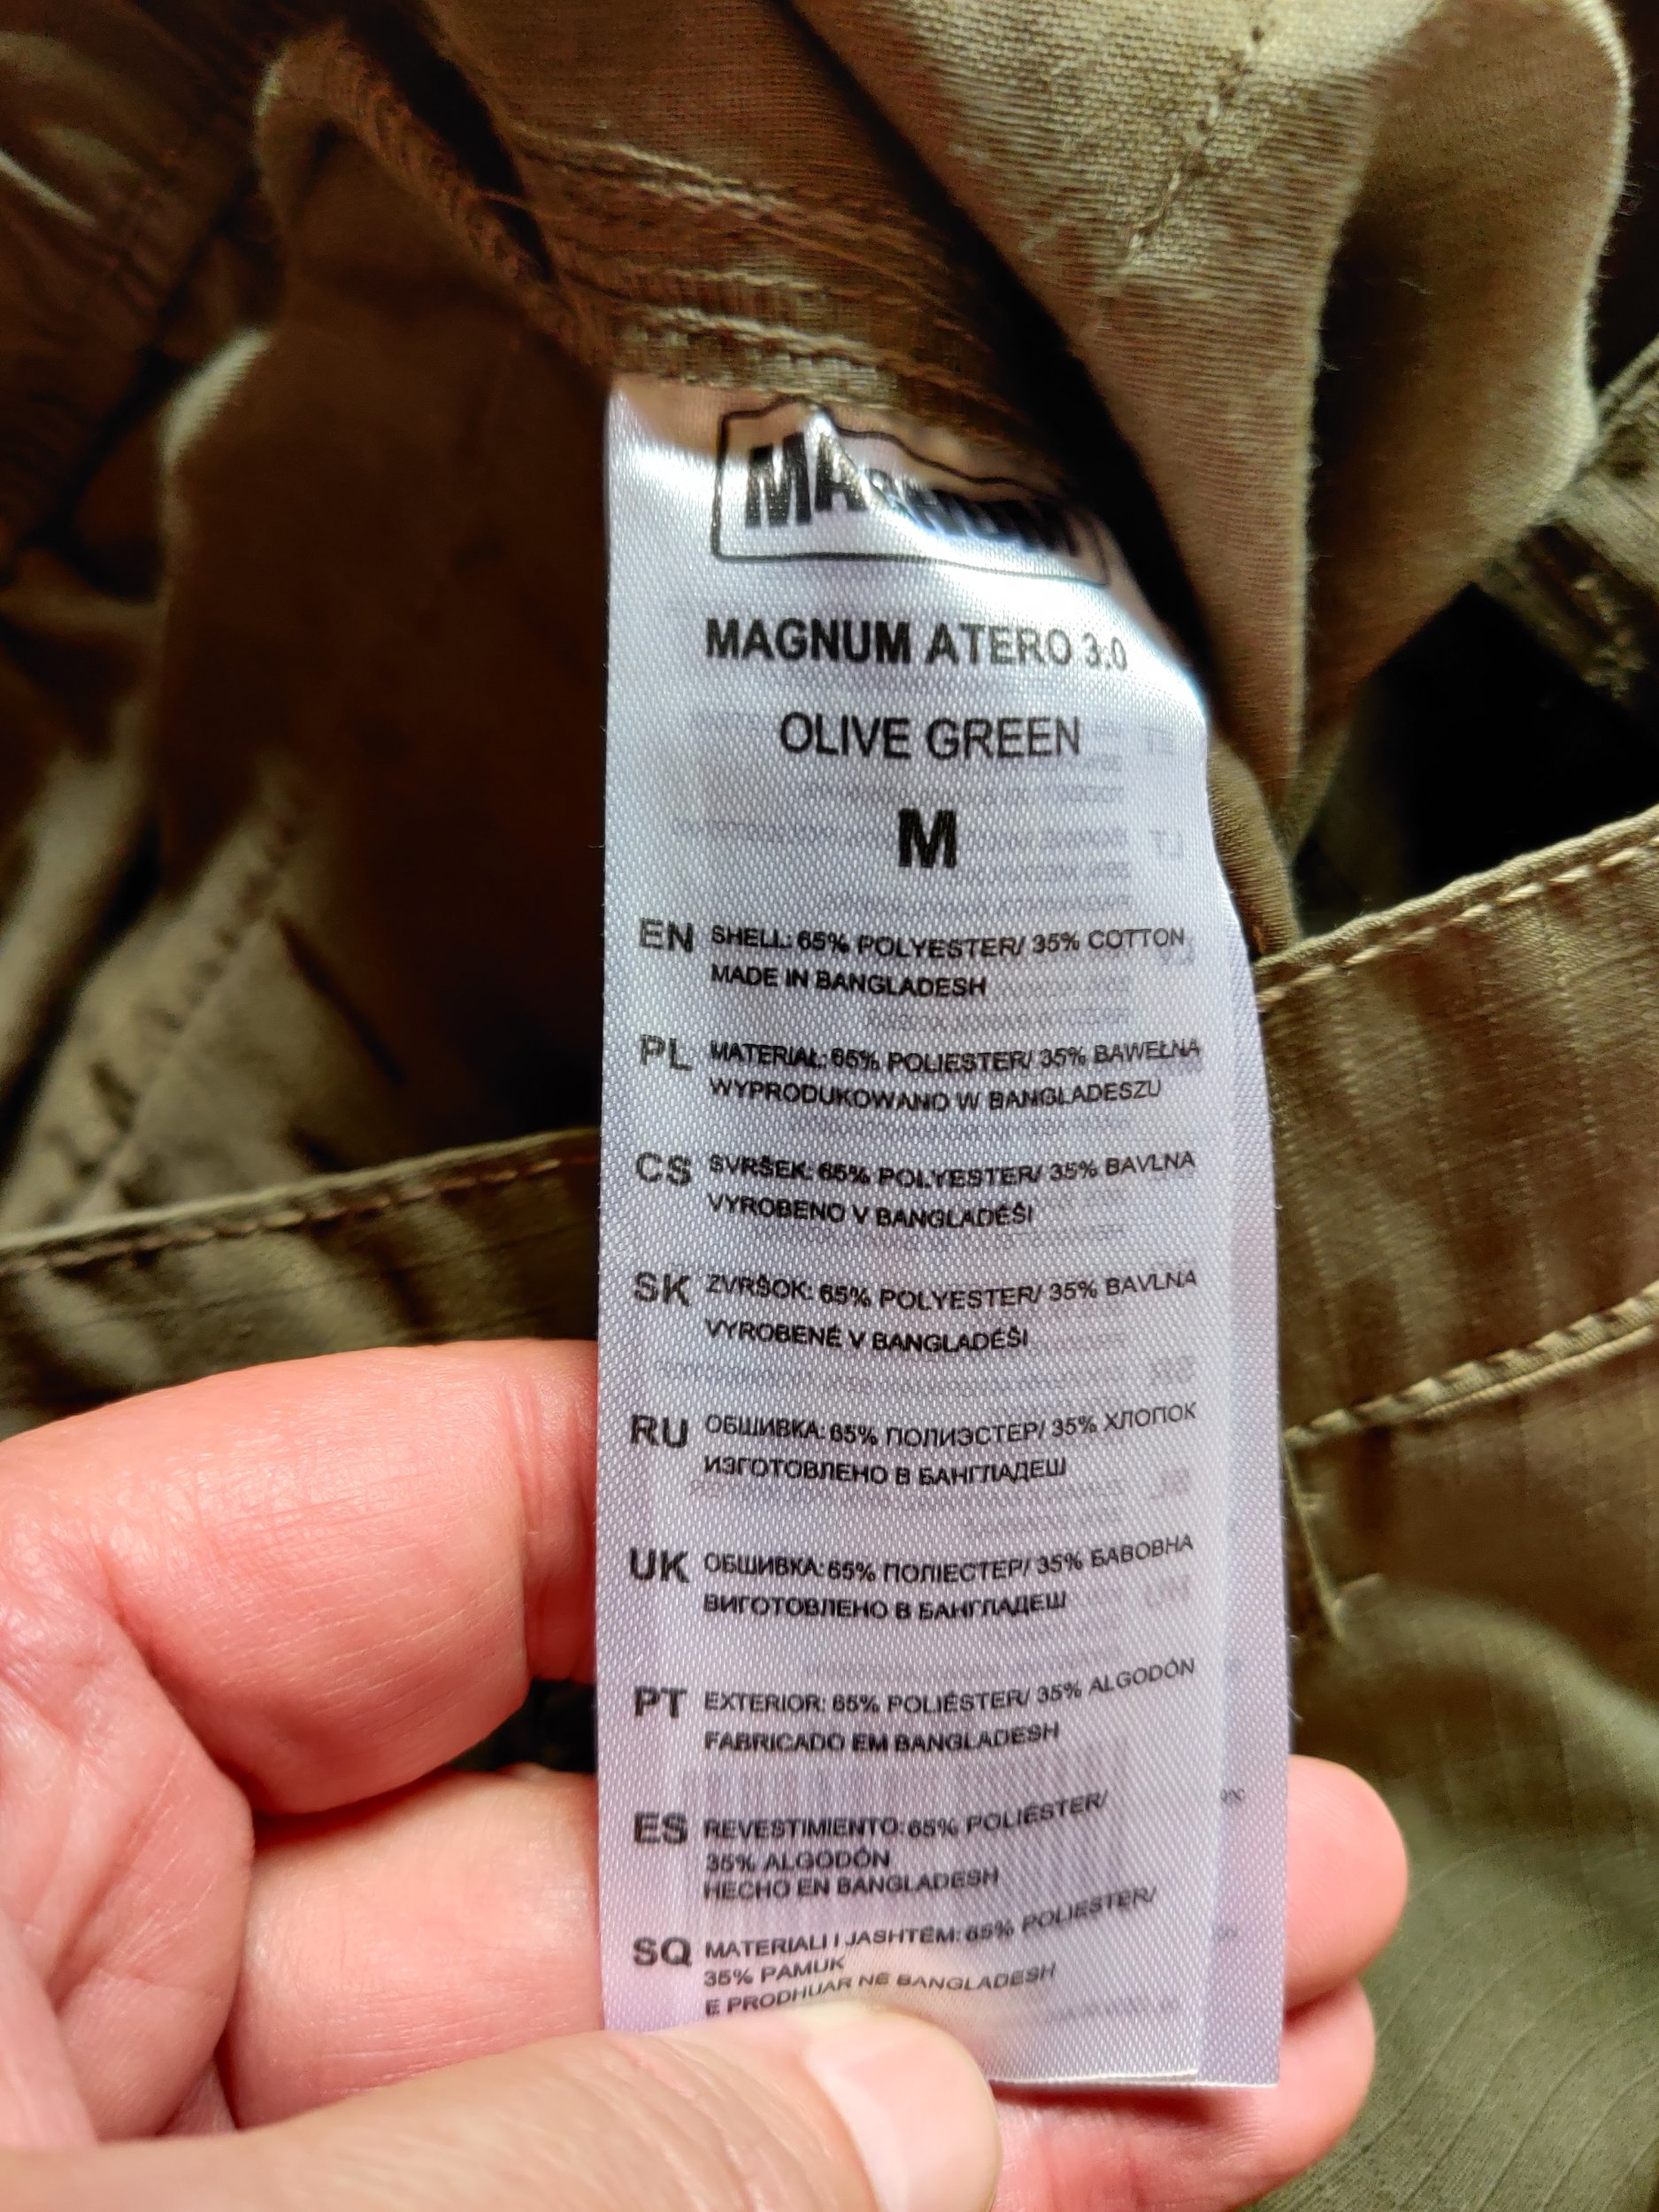 MAGNUM
MAGNUM ATERO 3.0
OLIVE GREEN
M
EN SHELL: 65% POLYESTER/ 35% COTTON
MADE IN BANGLADESH
PL MATERIAŁ: 65% POLIESTER/ 35% BAWEŁNA
WYPRODUKOWANO W BANGLADESZU
CS SVRŠEK: 65% POLYESTER/ 35% BAVLNA
VYROBENO V BANGLADÉŠI
SK ZVRŠOK: 65% POLYESTER/ 35% BAVLNA
VYROBENÉ V BANGLADÉŠI
RU ОБШИВКА: 65% ПОЛИЭСТЕР/ 35% ХЛОПОК
ИЗГОТОВЛЕНО В БАНГЛАДЕШ
UK ОБШИВКА: 65% ПОЛІЕСТЕР/ 35% БАВОВНА
ВИГОТОВЛЕНО В БАНГЛАДЕШ
PT EXTERIOR: 65% POLIÉSTER/ 35% ALGODÓN
FABRICADO EM BANGLADESH
ES REVESTIMIENTO: 65% POLIÉSTER/
35% ALGODÓN
HECHO EN BANGLADESH
SQ MATERIALI I JASHTËM: 65% POLIESTER/
35% PAMUK
E PRODHUAR NË BANGLADESH